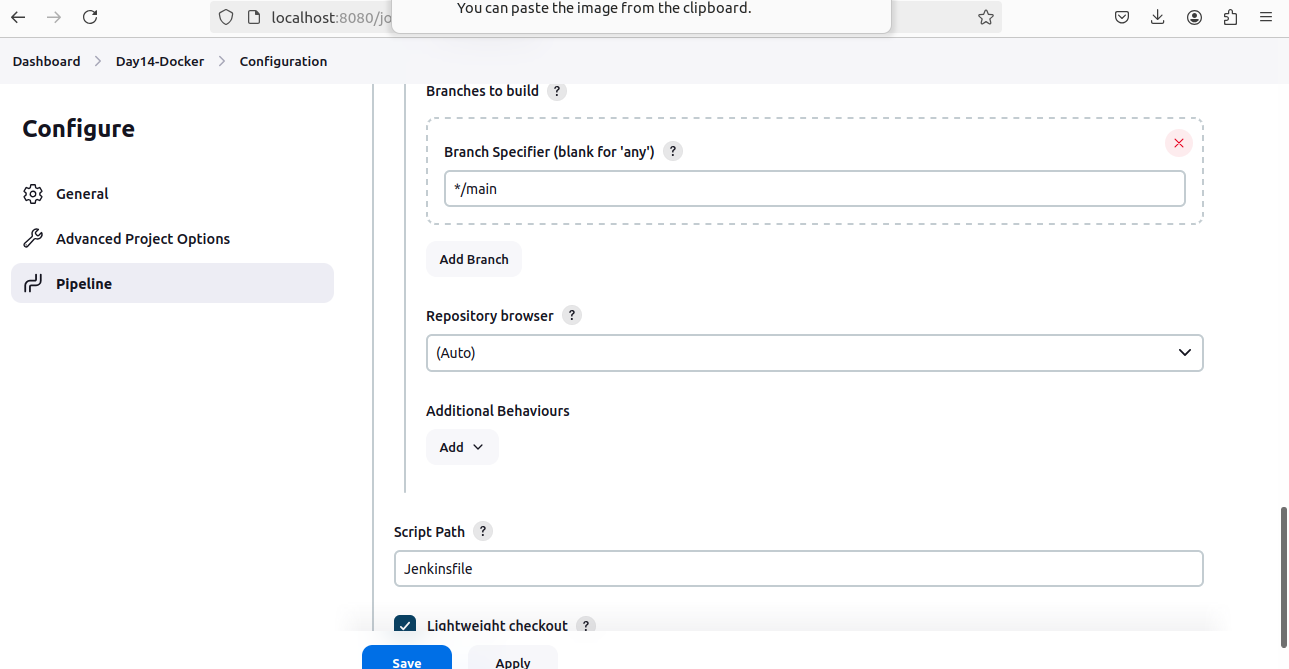 You can paste the image from the clipboard.
localhost:8080/jo
Dashboard > Day14-Docker > Configuration
Configure
General
Advanced Project Options
Pipeline
Branches to build ?
Branch Specifier (blank for 'any') ?
*/main
Add Branch
Repository browser ?
(Auto)
Additional Behaviours
Add
Script Path ?
Jenkinsfile
Lightweight checkout ?
Save Apply